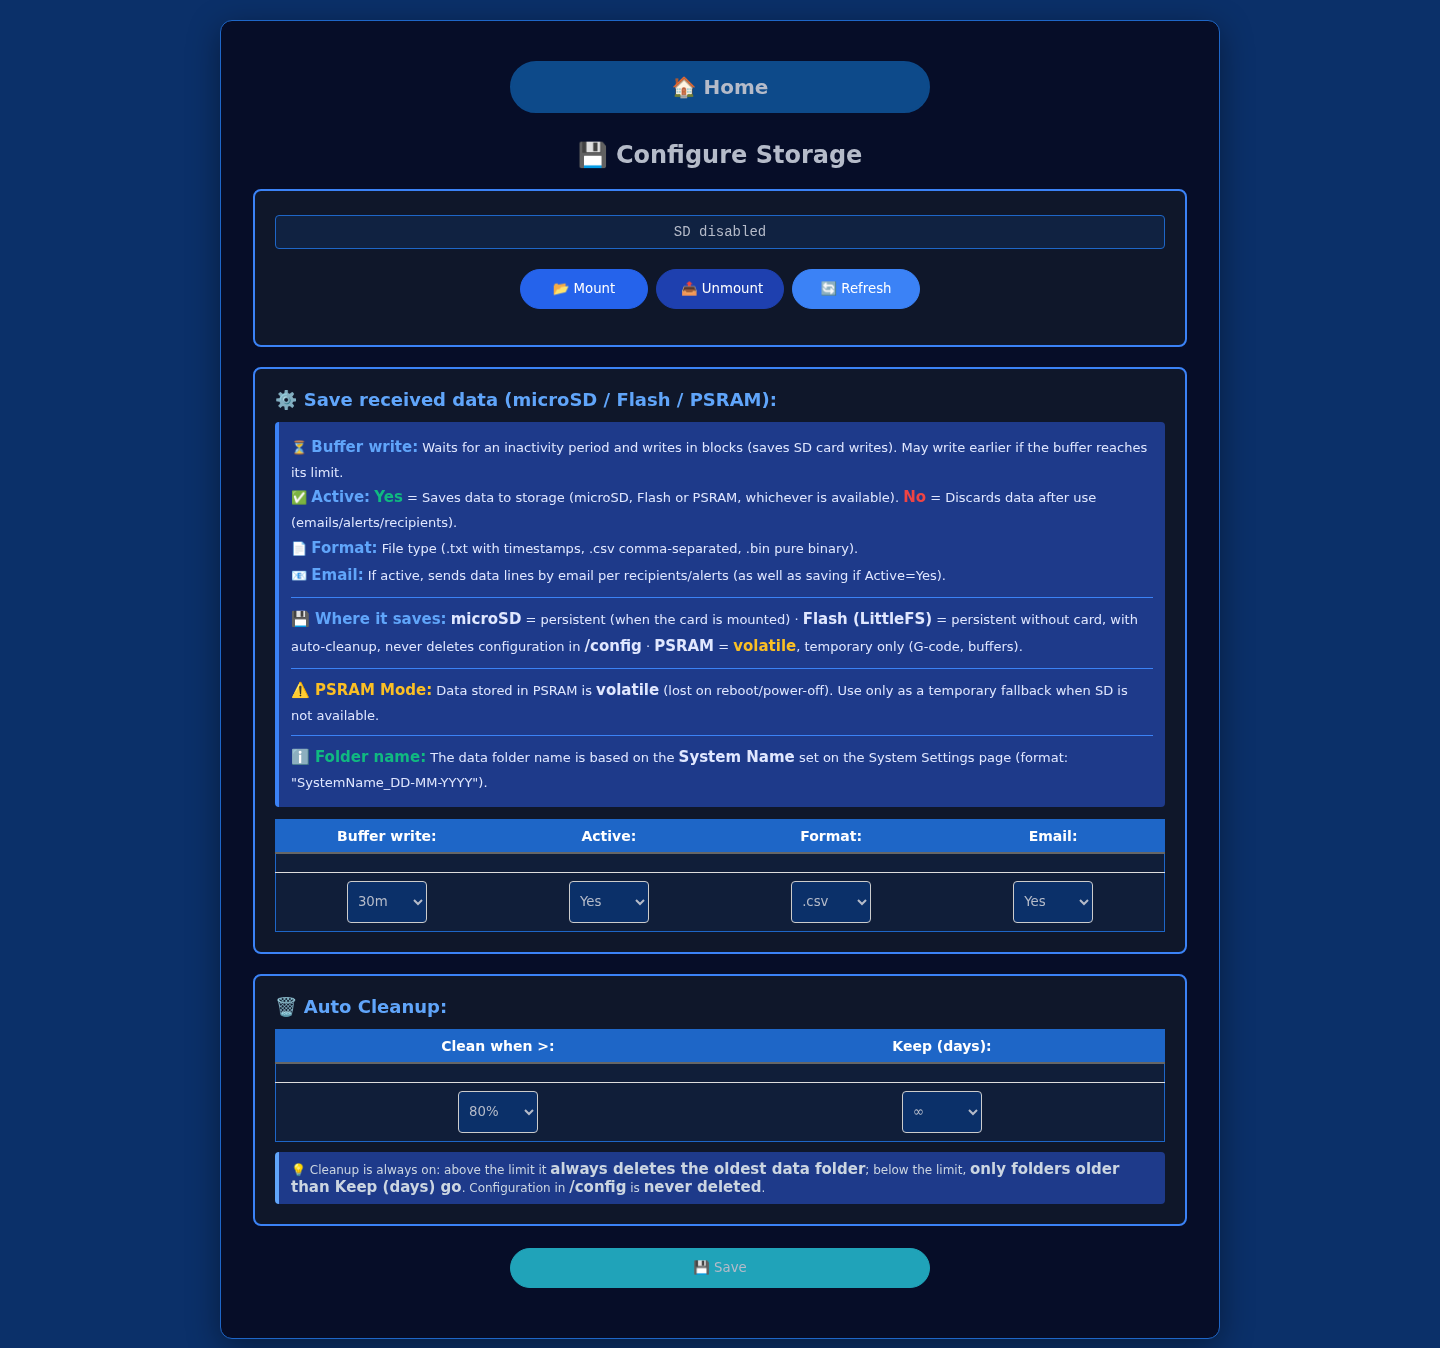 🏠 Home
💾 Configure Storage
SD disabled
📂 Mount 📥 Unmount 🔄 Refresh
⚙️ Save received data (microSD / Flash / PSRAM):
⏳ Buffer write: Waits for an inactivity period and writes in blocks (saves SD card writes). May write earlier if the buffer reaches
its limit.
✅ Active: Yes = Saves data to storage (microSD, Flash or PSRAM, whichever is available). No = Discards data after use
(emails/alerts/recipients).
📄 Format: File type (.txt with timestamps, .csv comma-separated, .bin pure binary).
📧 Email: If active, sends data lines by email per recipients/alerts (as well as saving if Active=Yes).
💾 Where it saves: microSD = persistent (when the card is mounted) · Flash (LittleFS) = persistent without card, with
auto-cleanup, never deletes configuration in /config · PSRAM = volatile, temporary only (G-code, buffers).
⚠️ PSRAM Mode: Data stored in PSRAM is volatile (lost on reboot/power-off). Use only as a temporary fallback when SD is
not available.
ℹ️ Folder name: The data folder name is based on the System Name set on the System Settings page (format:
"SystemName_DD-MM-YYYY").
Buffer write: Active: Format: Email:
30m Yes .csv Yes
🗑️ Auto Cleanup:
Clean when >: Keep (days):
80% ∞
💡 Cleanup is always on: above the limit it always deletes the oldest data folder; below the limit, only folders older
than Keep (days) go. Configuration in /config is never deleted.
💾 Save